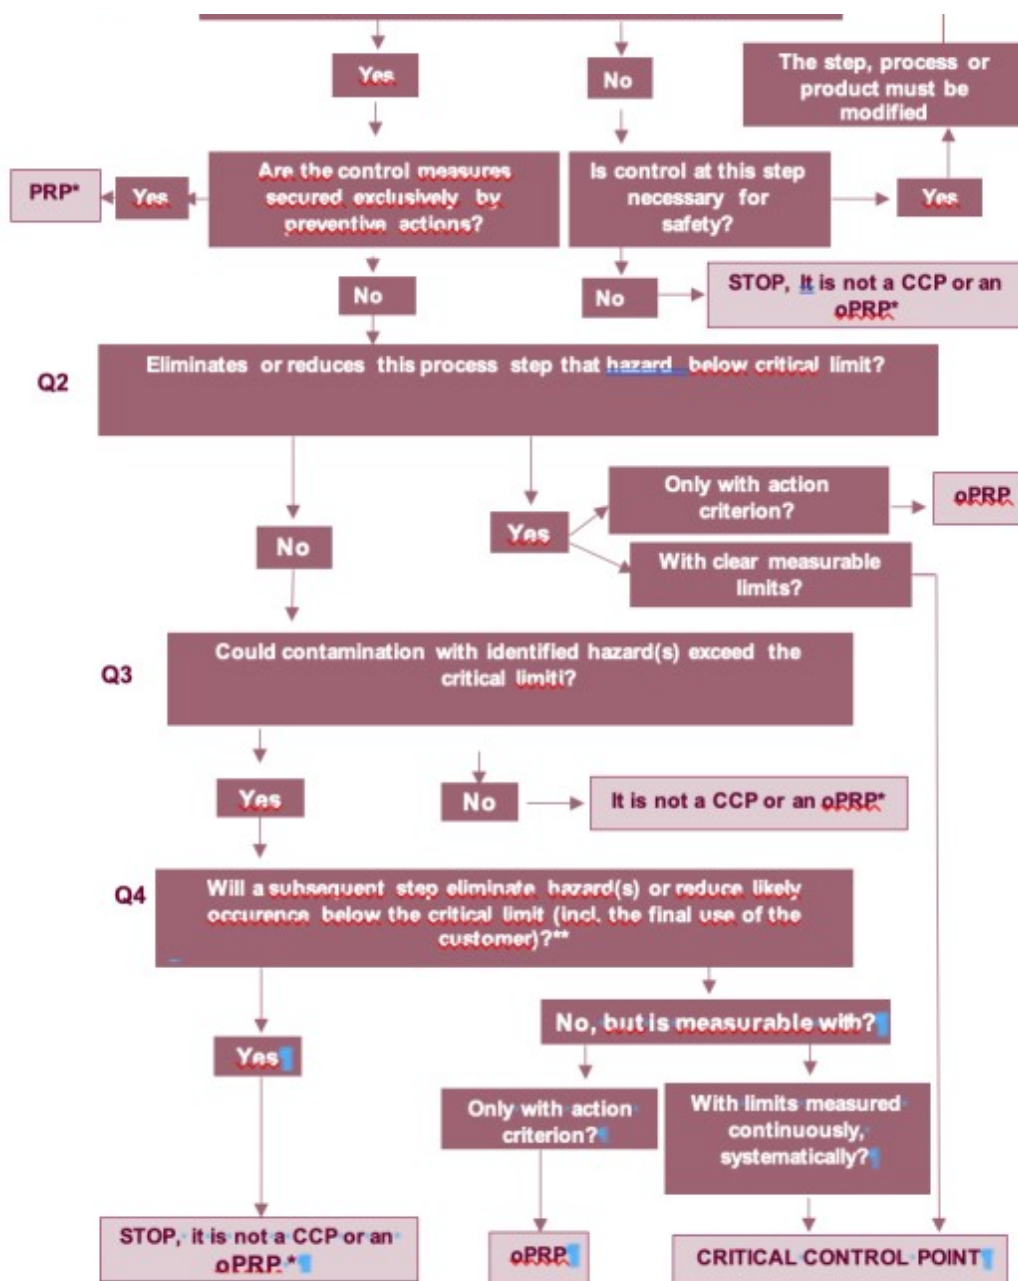 Yes
No
The step, process or
product must be
modified
PRP*
Yes
Are the control measures
secured exclusively by
preventive actions?
Is control at this step
necessary for
safety?
Yes
No
No
STOP, It is not a CCP or an
oPRP*
Q2
Eliminates or reduces this process step that hazard below critical limit?
No
Yes
Only with action
criterion?
oPRP
With clear measurable
limits?
Q3
Could contamination with identified hazard(s) exceed the
critical limiti?
Yes
No
It is not a CCP or an oPRP*
Q4
Will a subsequent step eliminate hazard(s) or reduce likely
occurence below the critical limit (incl. the final use of the
customer)?**
Yes¶
No, but is measurable with?¶
Only with action
criterion?¶
With limits measured
continuously,
systematically?¶
STOP, it is not a CCP or an
oPRP *¶
oPRP¶
CRITICAL CONTROL POINT¶